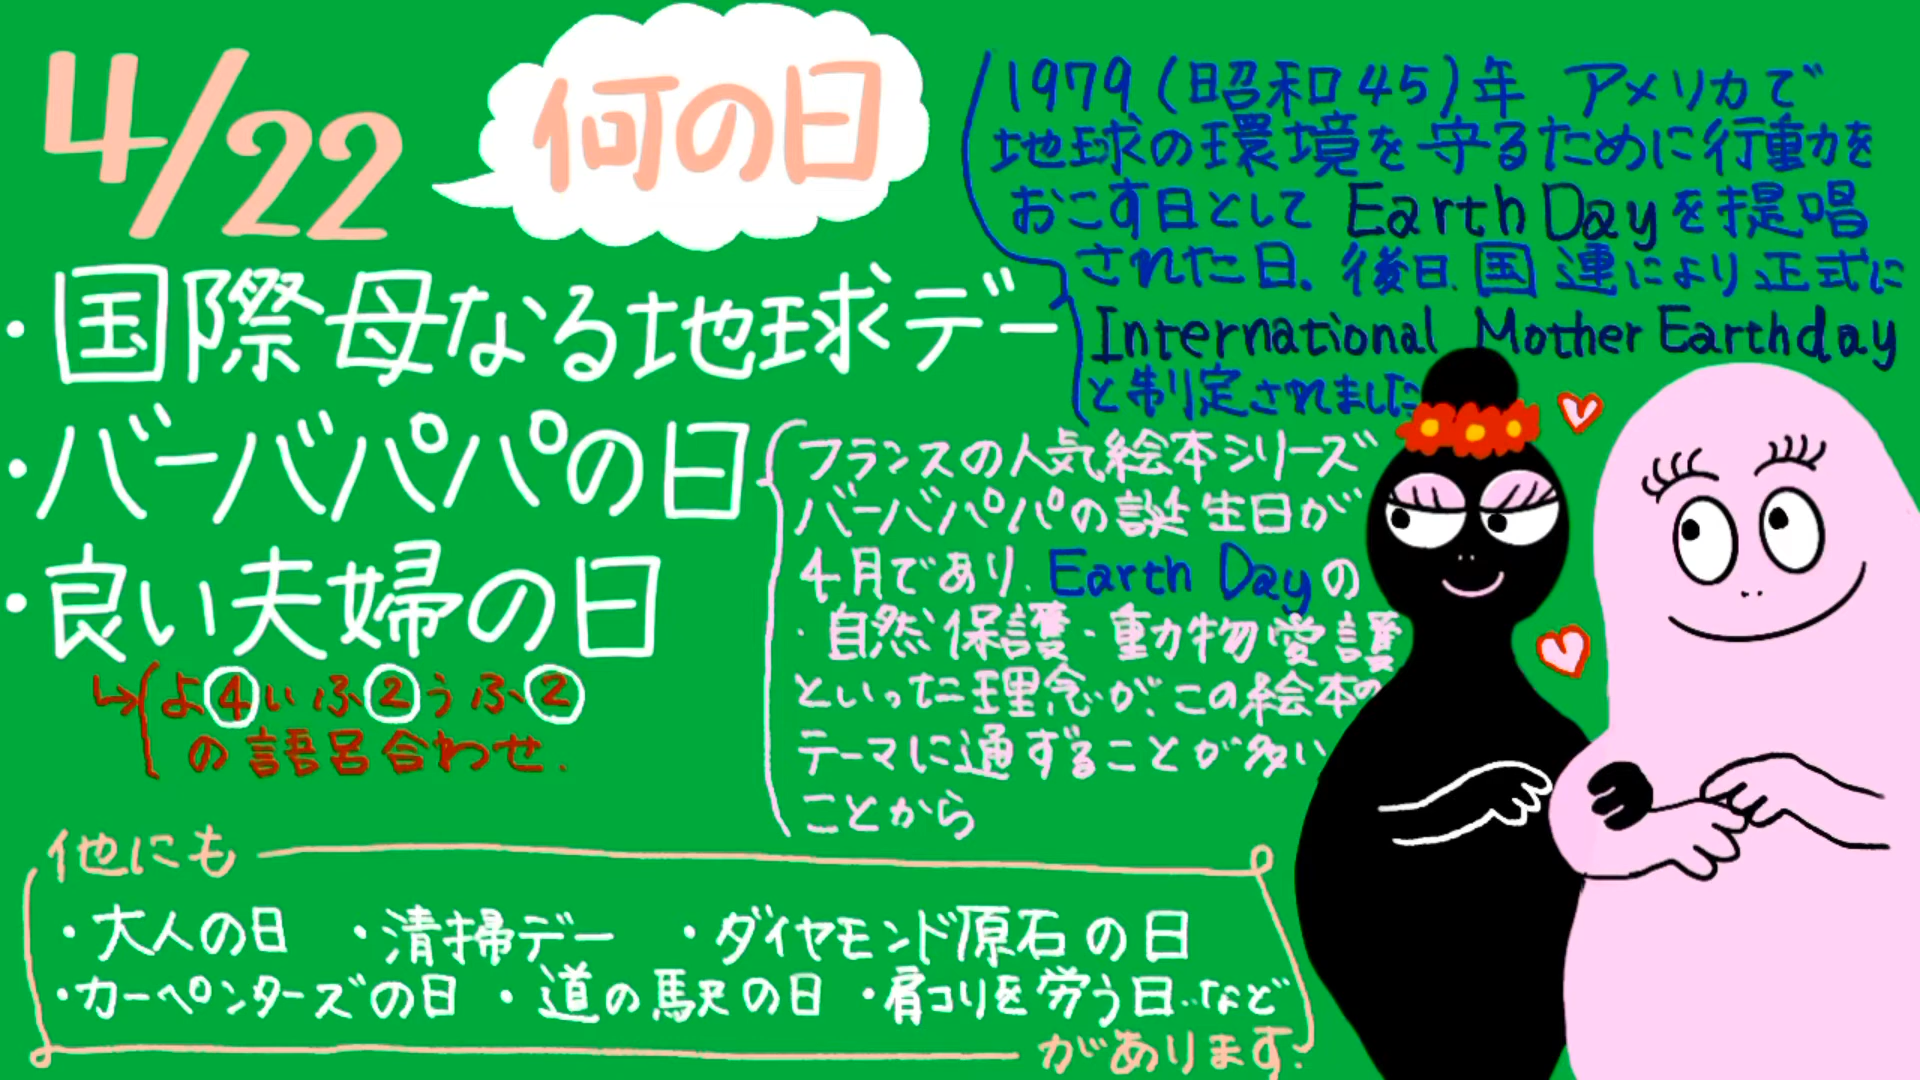 4/22
何の日
・国際母なる地球デー
1979(昭和45)年 アメリカで
地球の環境を守るために行動を
おこす日として Earth Dayを提唱
された日。後日、国連により正式に
International Mother Earthday
と制定されました
・バーバパパの日
フランスの人気絵本シリーズ
バーバパパの誕生日が
4月であり、Earth Dayの
・自然保護・動物愛護
といった理念が、この絵本の
テーマに通ずることが多い
ことから
・良い夫婦の日
↳よ④いふ②うふ②
の語呂合わせ.
他にも
・大人の日 ・清掃デー ・ダイヤモンド原石の日
・カーペンターズの日 ・道の駅の日 ・肩コリを労う日..など
があります.